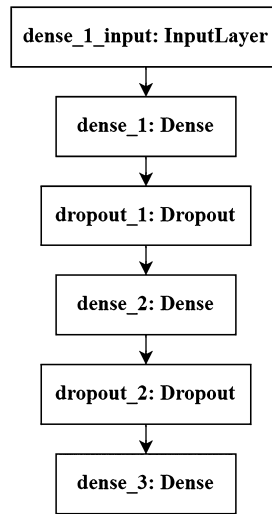 dense_1_input: InputLayer
dense_1: Dense
dropout_1: Dropout
dense_2: Dense
dropout_2: Dropout
dense_3: Dense